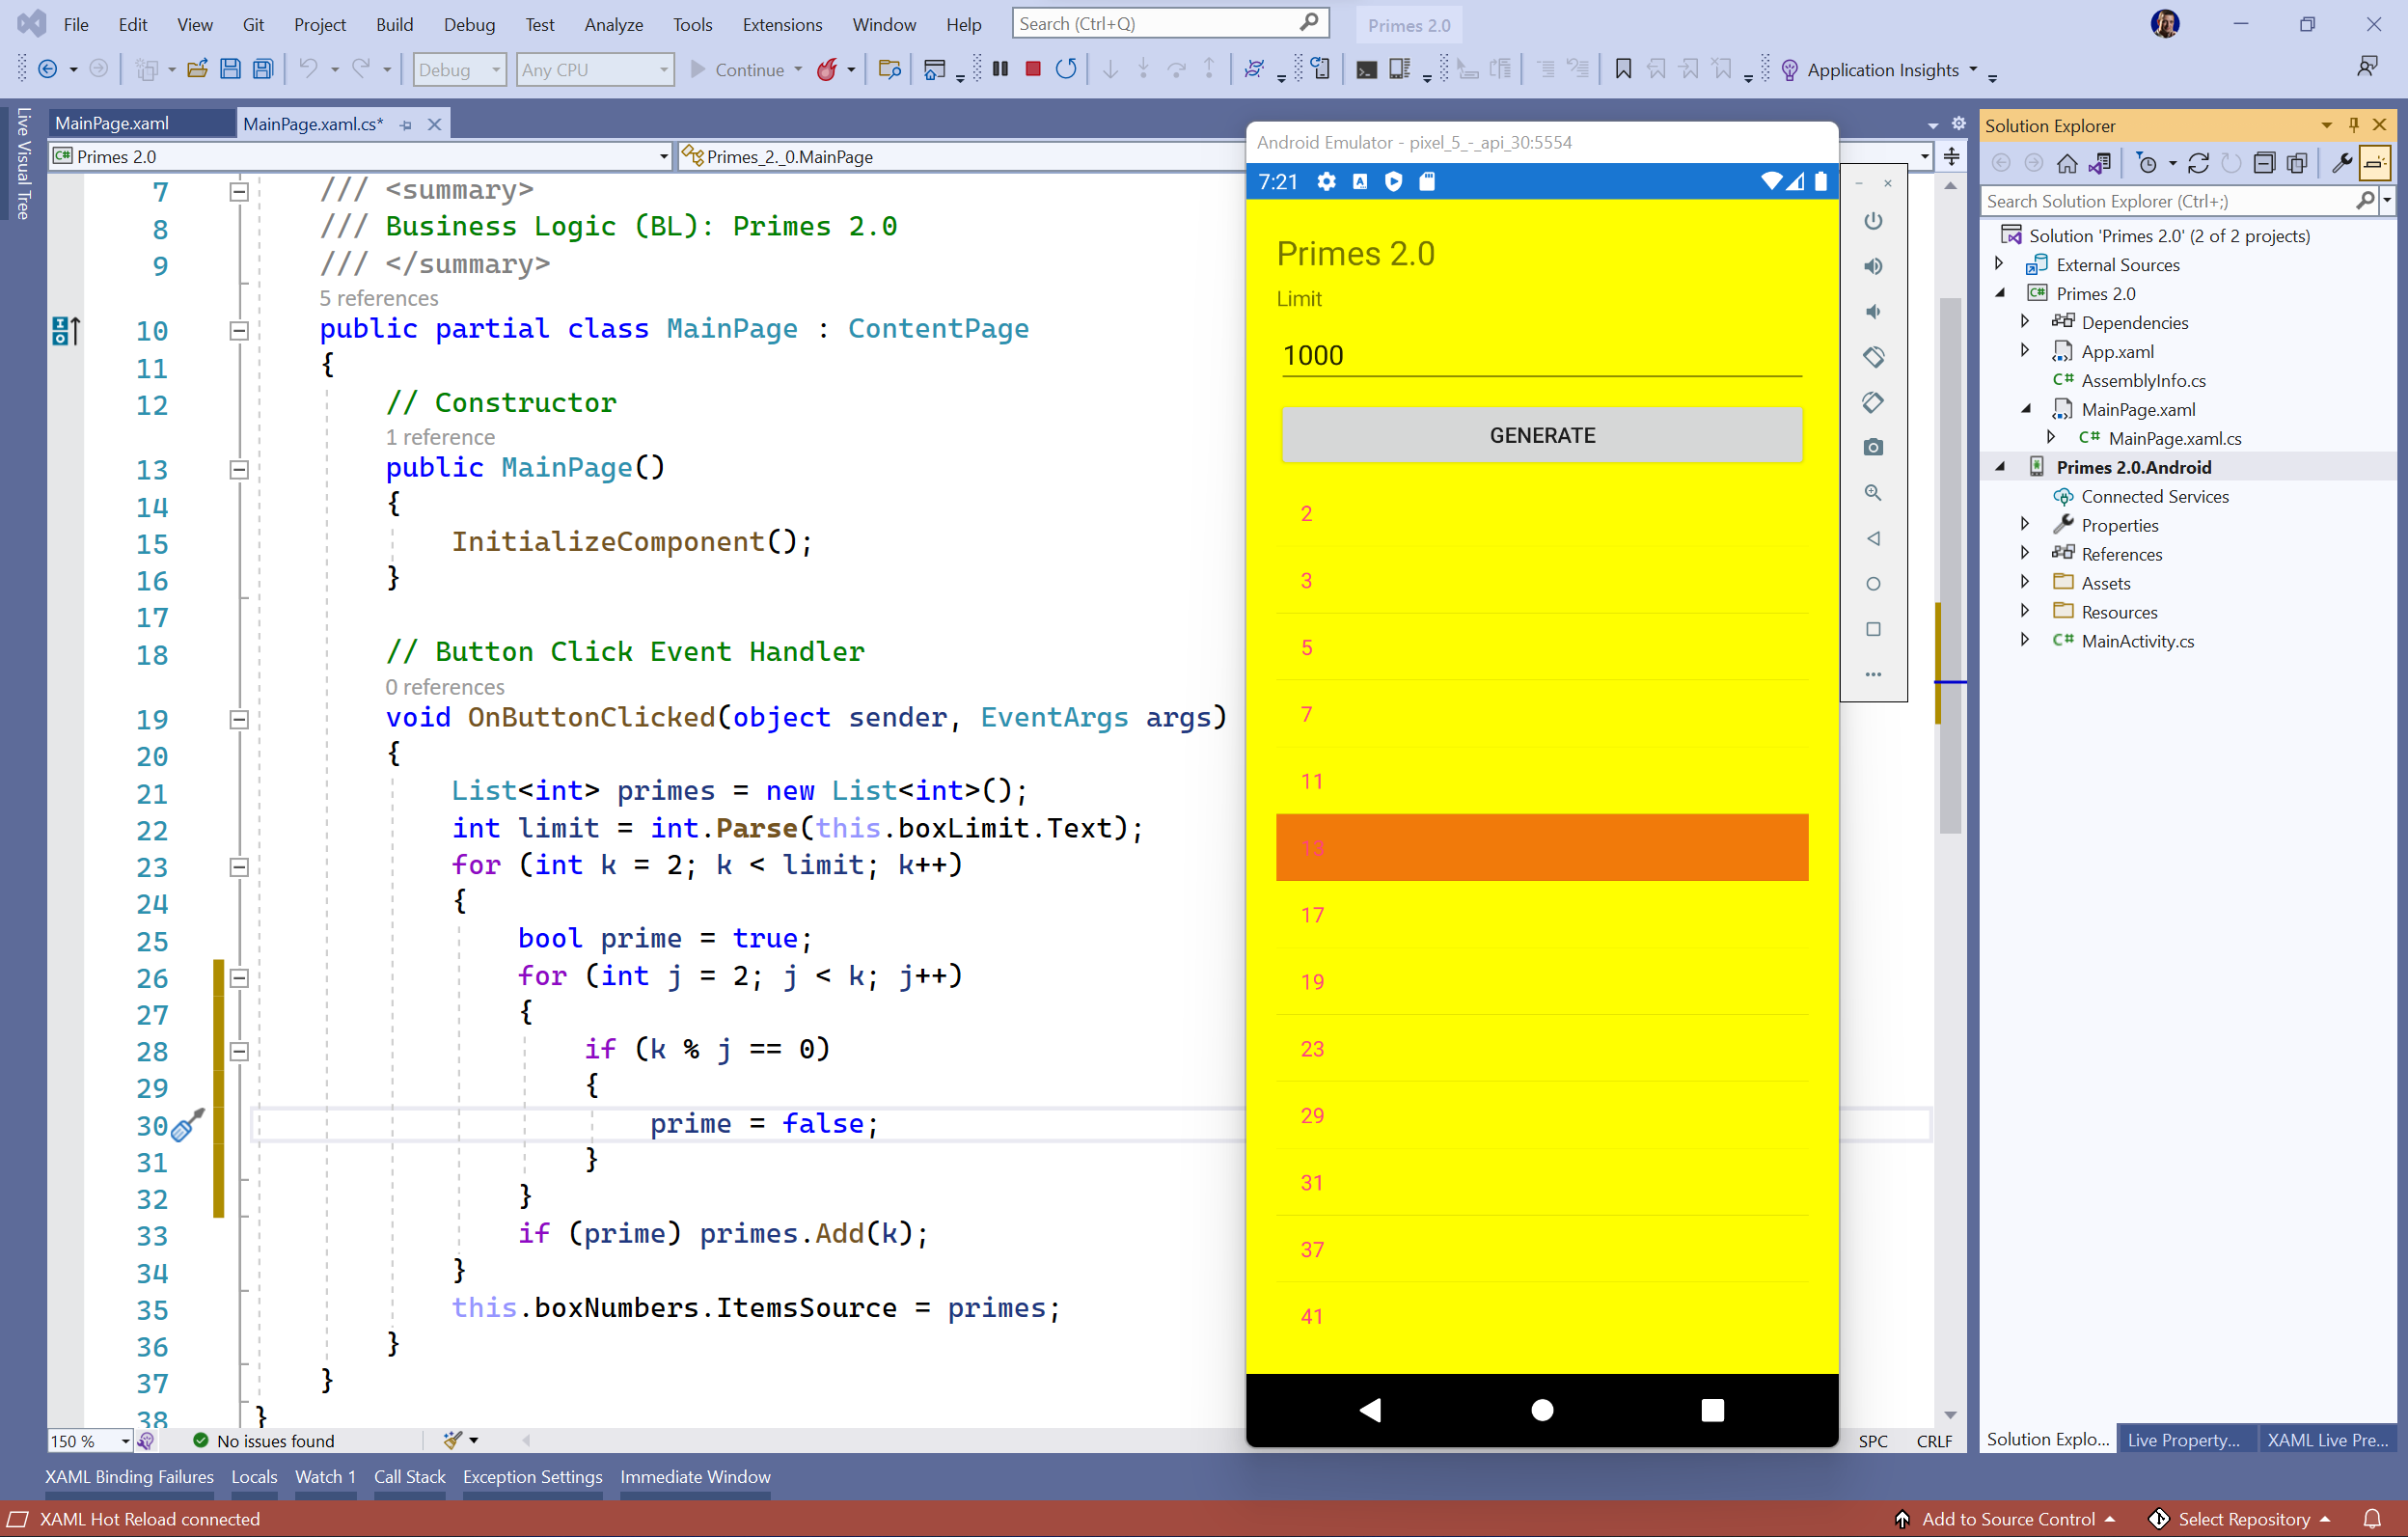 File Edit View Git Project Build Debug Test Analyze Tools Extensions Window Help Search (Ctrl+Q) Primes 2.0
Debug Any CPU Continue Application Insights
Live Visual Tree
MainPage.xaml MainPage.xaml.cs*
Primes 2.0 Primes_2._0.MainPage
7 /// <summary>
8 /// Business Logic (BL): Primes 2.0
9 /// </summary>
5 references
10 public partial class MainPage : ContentPage
11 {
12 // Constructor
1 reference
13 public MainPage()
14 {
15 InitializeComponent();
16 }
17
18 // Button Click Event Handler
0 references
19 void OnButtonClicked(object sender, EventArgs args)
20 {
21 List<int> primes = new List<int>();
22 int limit = int.Parse(this.boxLimit.Text);
23 for (int k = 2; k < limit; k++)
24 {
25 bool prime = true;
26 for (int j = 2; j < k; j++)
27 {
28 if (k % j == 0)
29 {
30 prime = false;
31 }
32 }
33 if (prime) primes.Add(k);
34 }
35 this.boxNumbers.ItemsSource = primes;
36 }
37 }
38 }
150 % No issues found SPC CRLF
Android Emulator - pixel_5_-_api_30:5554
7:21
Primes 2.0
Limit
1000
GENERATE
2
3
5
7
11
13
17
19
23
29
31
37
41
Solution Explorer
Search Solution Explorer (Ctrl+;)
Solution 'Primes 2.0' (2 of 2 projects)
External Sources
C# Primes 2.0
Dependencies
App.xaml
C# AssemblyInfo.cs
MainPage.xaml
C# MainPage.xaml.cs
Primes 2.0.Android
Connected Services
Properties
References
Assets
Resources
C# MainActivity.cs
Solution Explo... Live Property... XAML Live Pre...
XAML Binding Failures Locals Watch 1 Call Stack Exception Settings Immediate Window
XAML Hot Reload connected Add to Source Control Select Repository